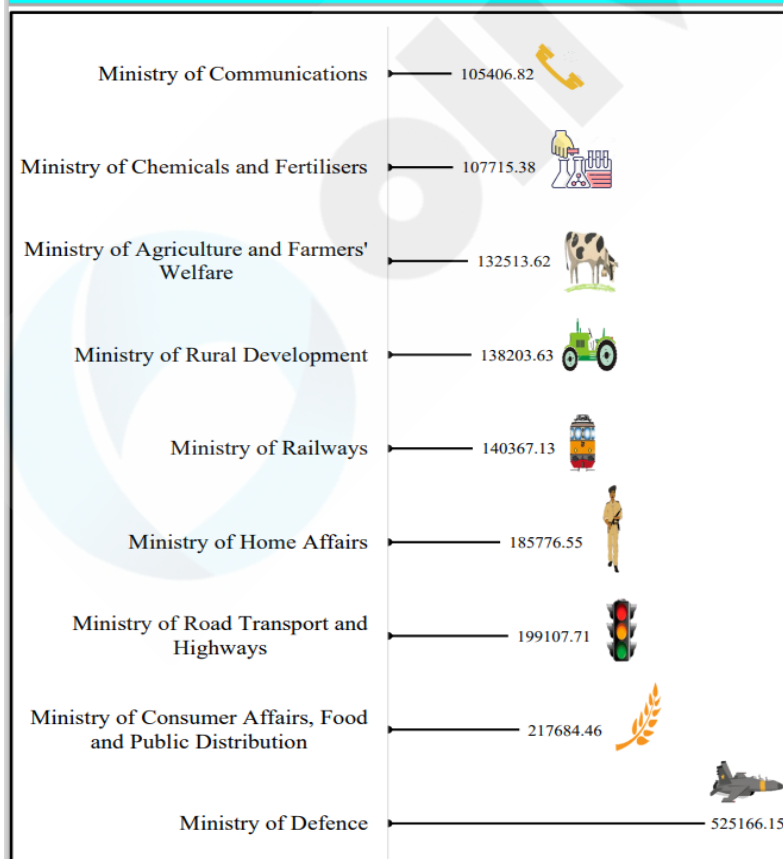 Ministry of Communications
105406.82
Ministry of Chemicals and Fertilisers
107715.38
Ministry of Agriculture and Farmers'
Welfare
132513.62
Ministry of Rural Development
138203.63
Ministry of Railways
140367.13
Ministry of Home Affairs
185776.55
Ministry of Road Transport and
Highways
199107.71
Ministry of Consumer Affairs, Food
and Public Distribution
217684.46
Ministry of Defence
525166.15